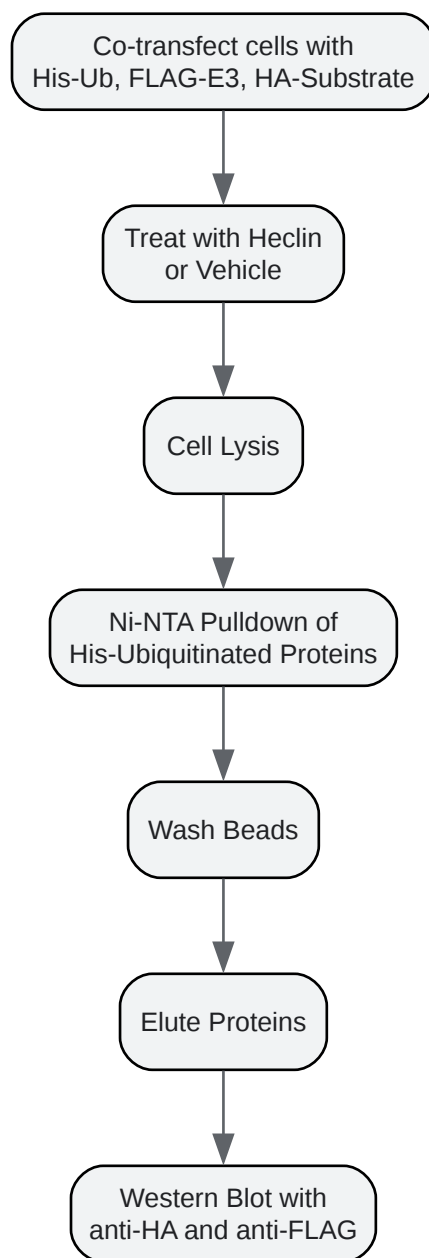 Co-transfect cells with
His-Ub, FLAG-E3, HA-Substrate
Treat with Heclin
or Vehicle
Cell Lysis
Ni-NTA Pulldown of
His-Ubiquitinated Proteins
Wash Beads
Elute Proteins
Western Blot with
anti-HA and anti-FLAG